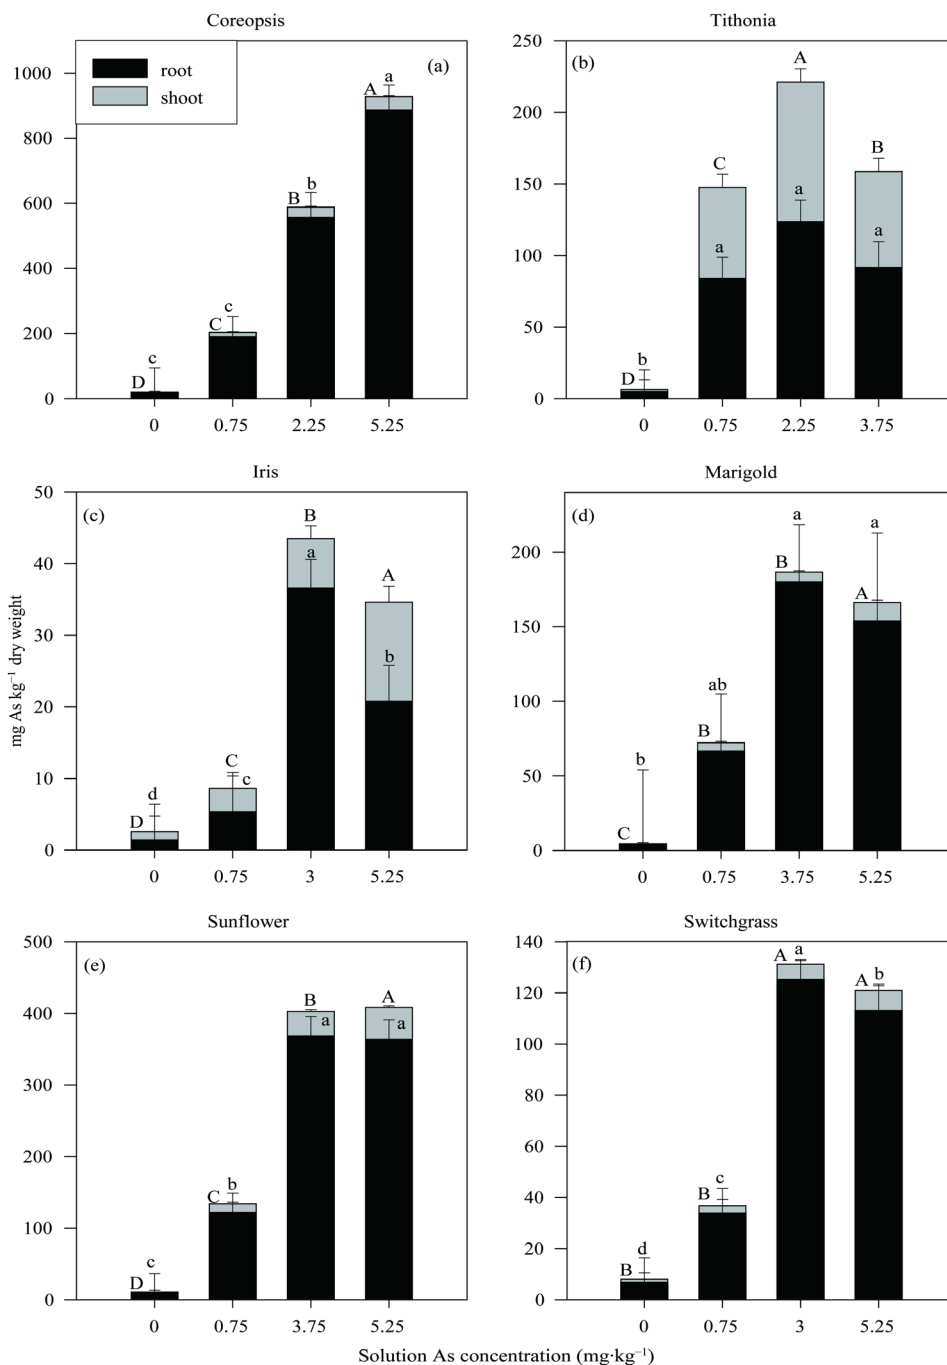 Coreopsis
root
shoot
(a)
1000
800
600
400
200
0
D
c
C
c
B
b
A
a
0 0.75 2.25 5.25
Tithonia
(b)
250
200
150
100
50
0
D
b
C
a
A
a
B
a
0 0.75 2.25 3.75
Iris
(c)
50
40
30
20
10
0
D
d
C
c
B
a
A
b
0 0.75 3 5.25
mg As kg⁻¹ dry weight
Marigold
(d)
200
150
100
50
0
C
b
B
ab
B
a
A
a
0 0.75 3.75 5.25
Sunflower
(e)
500
400
300
200
100
0
D
c
C
b
B
a
A
a
0 0.75 3.75 5.25
Switchgrass
(f)
140
120
100
80
60
40
20
0
B
d
B
c
A
a
A
b
0 0.75 3 5.25
Solution As concentration (mg·kg⁻¹)